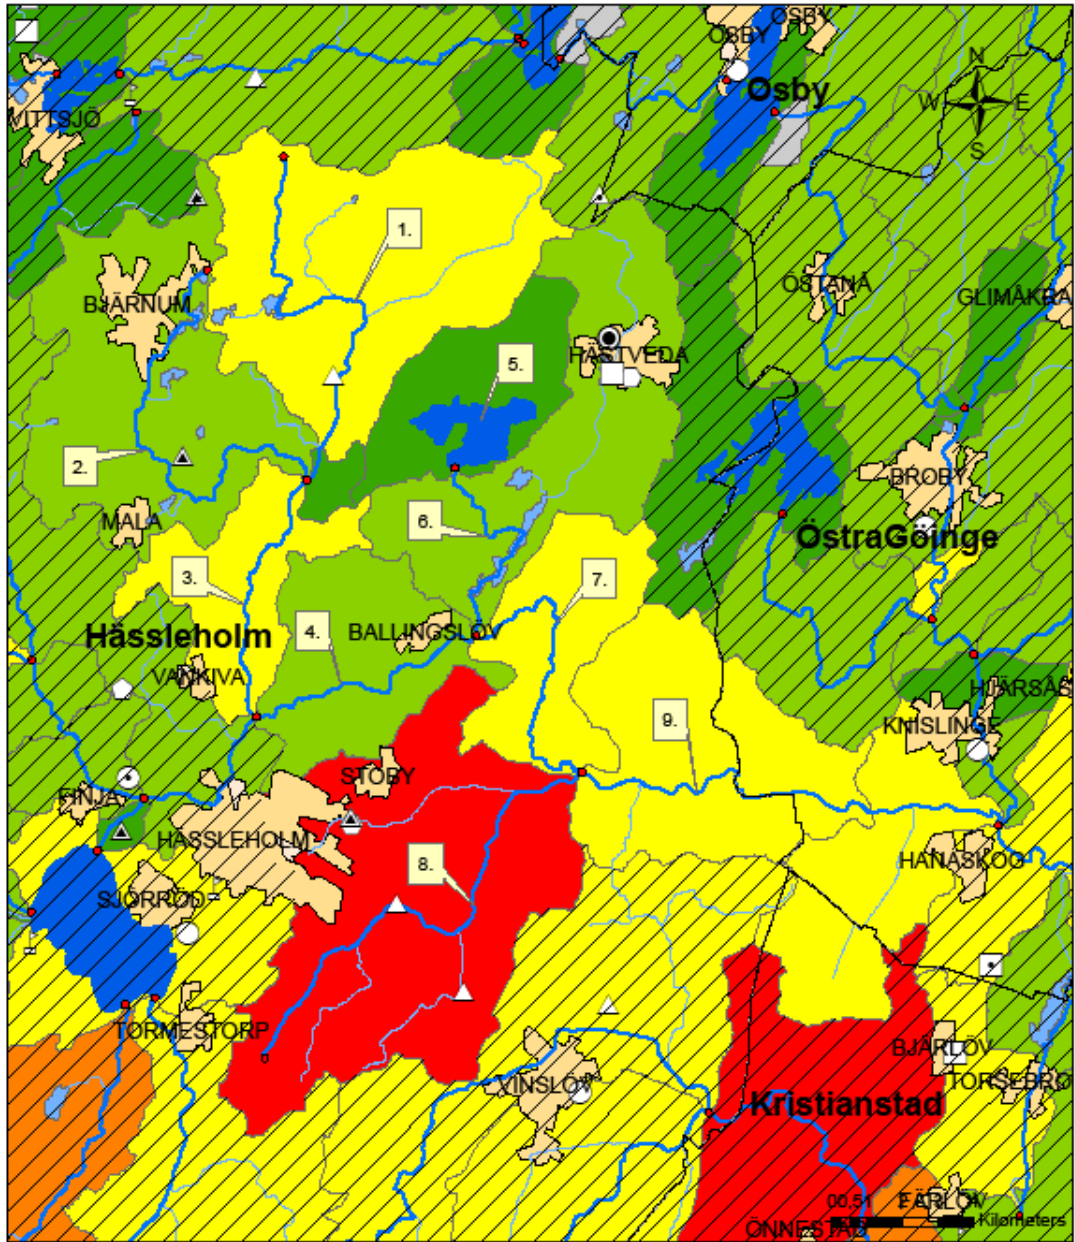 OSBY
OSBY
Osby
N
W E
S
VITTSJÖ
1.
BJÄRNUM
ÖSTANÅ
GLIMÅKRA
HÄSTVEDA
5.
2.
BROBY
MALA
6.
ÖstraGöinge
3.
7.
Hässleholm
4.
BALLINGSLÖV
VANKIVA
HJÄRSÅS
9.
KNISLINGE
STOBY
FINJA
HÄSSLEHOLM
HANASKOG
8.
SJÖRRÖD
TORMESTORP
BJÄRLÖV
VINSLÖV
TORSEBRO
Kristianstad
FÄRLÖV
Kilometers
ÖNNESTAD